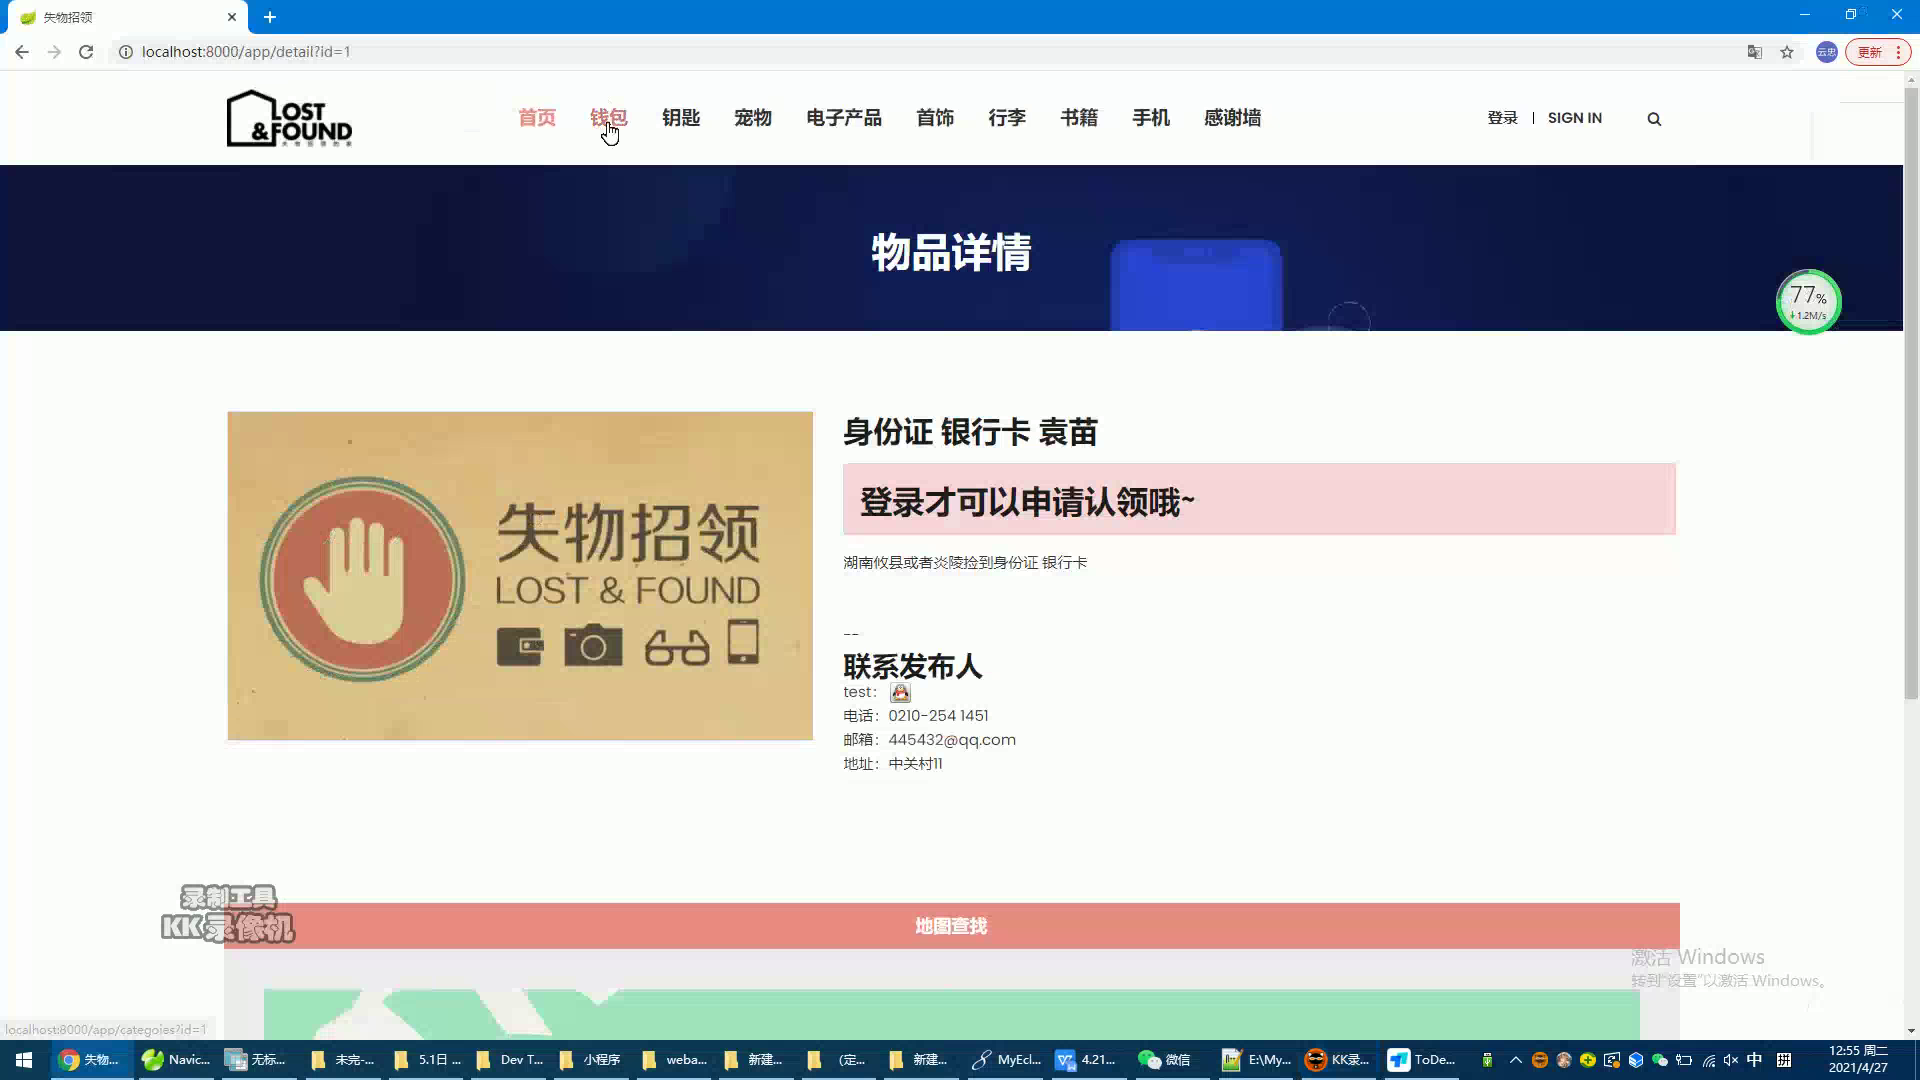 失物招领
localhost:8000/app/detail?id=1
云忠
更新
LOST
&FOUND
首页 钱包 钥匙 宠物 电子产品 首饰 行李 书籍 手机 感谢墙
登录 | SIGN IN
物品详情
77%
↓1.2M/s
身份证 银行卡 袁苗
登录才可以申请认领哦~
湖南攸县或者炎陵捡到身份证 银行卡
失物招领
LOST & FOUND
--
联系发布人
test：
电话：0210-254 1451
邮箱：445432@qq.com
地址：中关村11
录制工具
KK录像机
地图查找
激活 Windows
转到“设置”以激活 Windows。
localhost:8000/app/categoies?id=1
失物...
Navic...
无标...
未完-...
5.1日 ...
Dev T...
小程序
weba...
新建...
（定...
新建...
MyEcl...
4.21...
微信
E:\My...
KK录...
ToDe...
中
拼
12:55 周二
2021/4/27